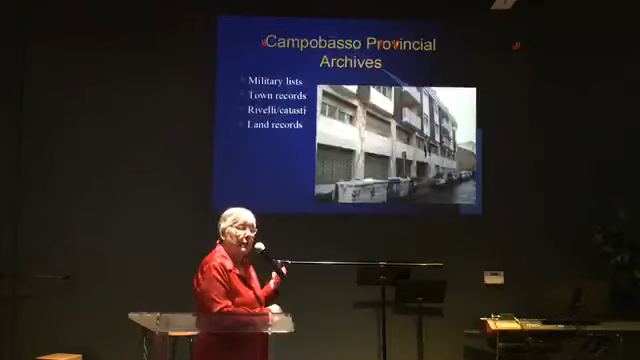 Campobasso Provincial
Archives
Military lists
Town records
Rivelli/catasti
Land records